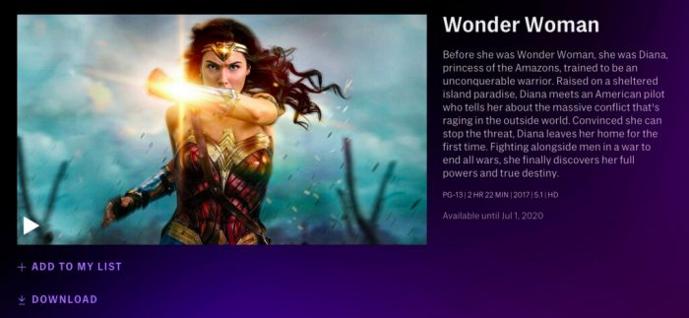 Wonder Woman
Before she was Wonder Woman, she was Diana,
princess of the Amazons, trained to be an
unconquerable warrior. Raised on a sheltered
island paradise, Diana meets an American pilot
who tells her about the massive conflict that's
raging in the outside world. Convinced she can
stop the threat, Diana leaves her home for the
first time. Fighting alongside men in a war to
end all wars, she finally discovers her full
powers and true destiny.
PG-13 | 2 HR 22 MIN | 2017 | 5.1 | HD
Available until Jul 1, 2020
+ ADD TO MY LIST
DOWNLOAD